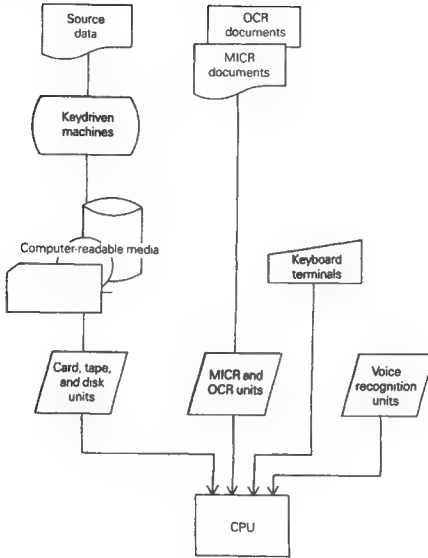 Source
data
OCR
documents
MICR
documents
Keydriven
machines
Computer-readable media
Keyboard
terminals
Card, tape,
and disk
units
MICR and
OCR units
Voice
recognition
units
CPU